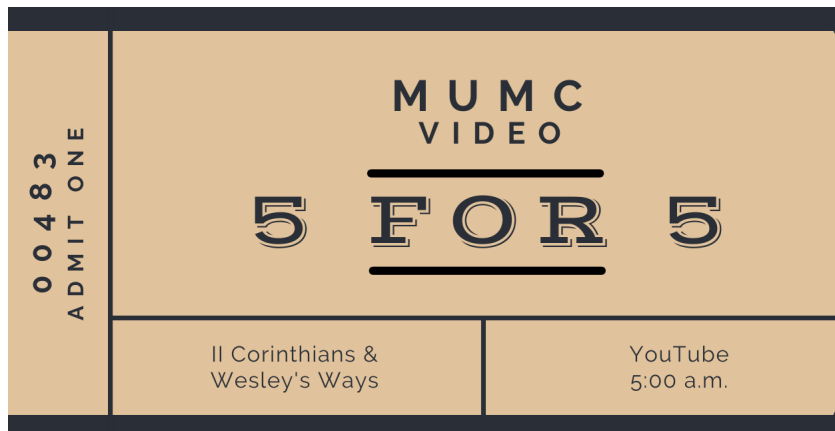 00483
ADMIT ONE
MUMC
VIDEO
5 FOR 5
II Corinthians &
Wesley's Ways
YouTube
5:00 a.m.